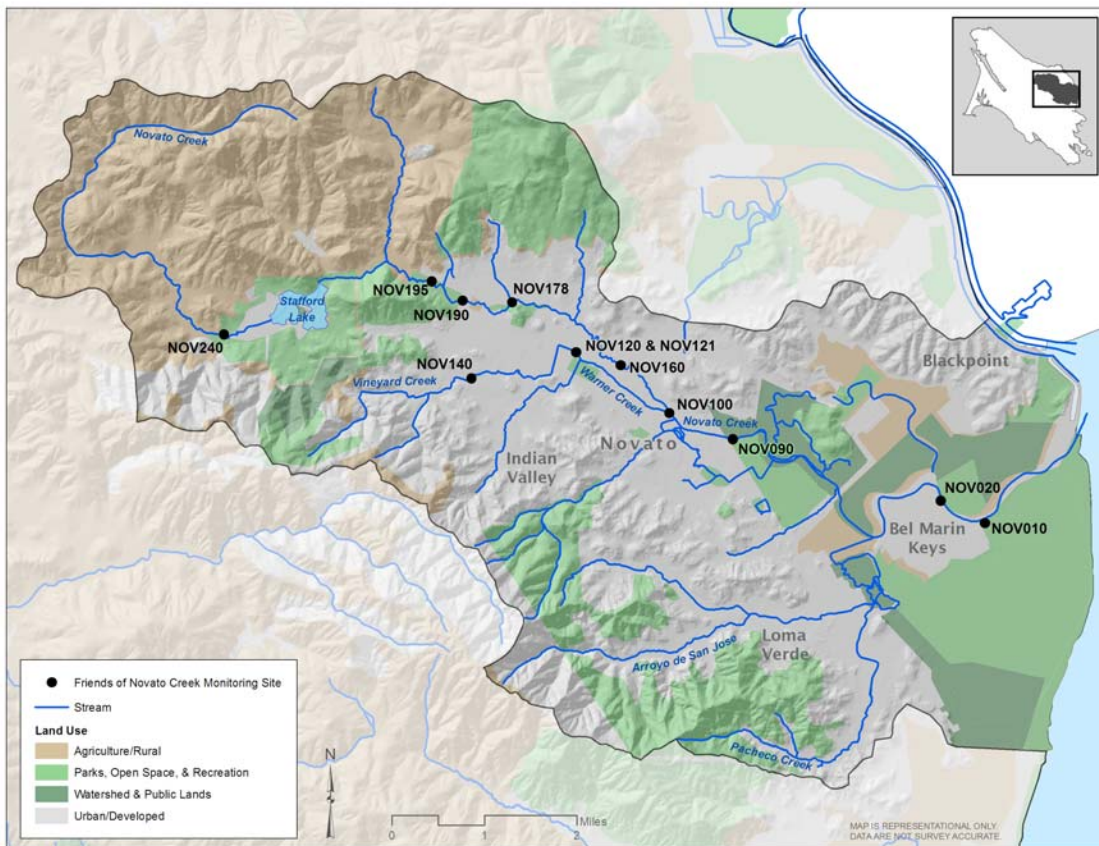 Novato Creek
NOV195
NOV178
NOV190
Stafford
Lake
NOV240
NOV120 & NOV121
NOV140
NOV160
Blackpoint
Vineyard Creek
Warner Creek
NOV100
Novato Creek
Novato
NOV090
Indian
Valley
NOV020
Bel Marin
Keys
NOV010
Loma
Verde
Arroyo de San Jose
Pacheco Creek
Friends of Novato Creek Monitoring Site
Stream
Land Use
Agriculture/Rural
Parks, Open Space, & Recreation
Watershed & Public Lands
Urban/Developed
N
Miles
0 1 2
MAP IS REPRESENTATIONAL ONLY.
DATA ARE NOT SURVEY ACCURATE.